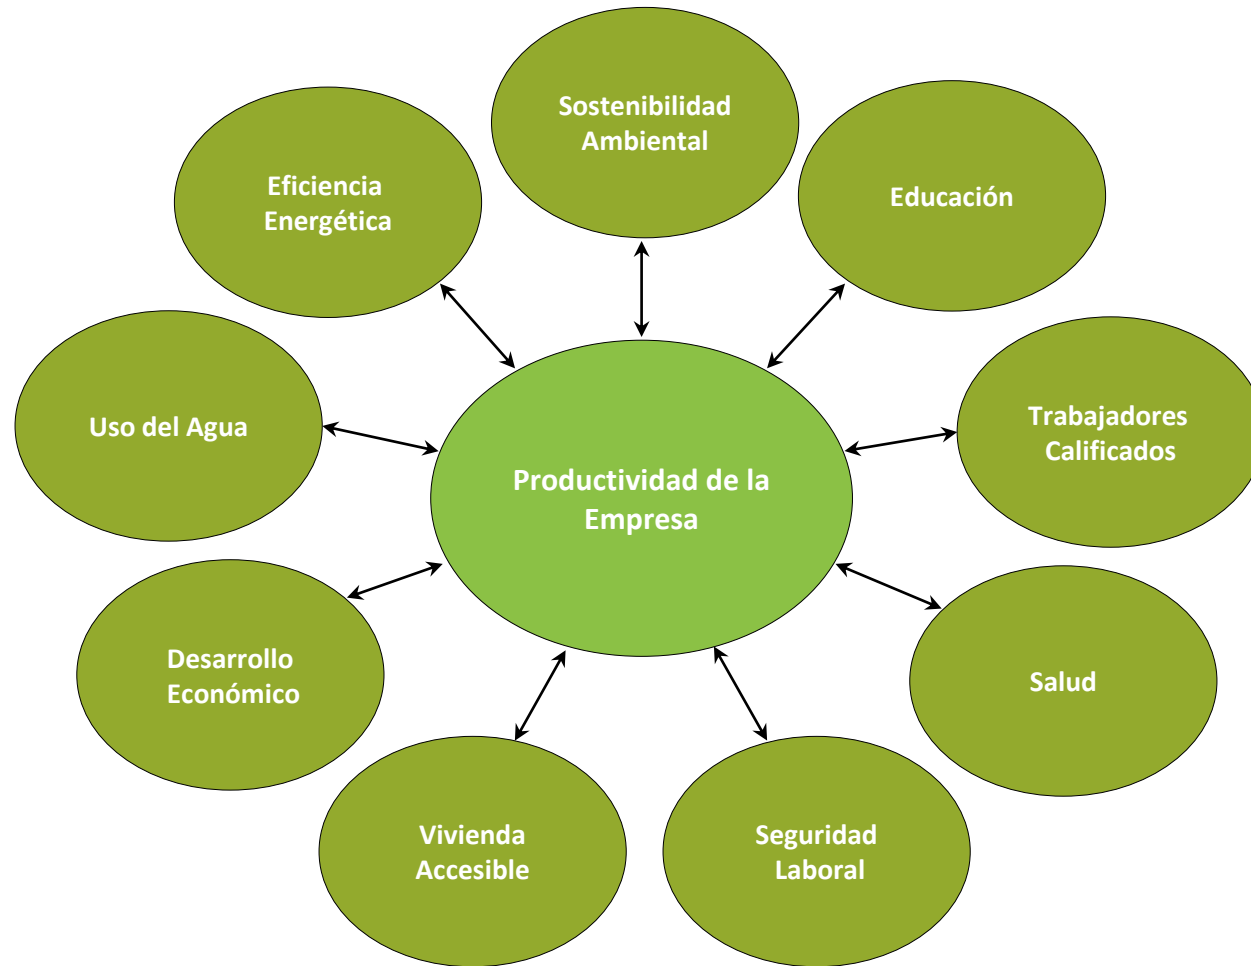 Sostenibilidad
Ambiental
Eficiencia
Energética
Educación
Uso del Agua
Trabajadores
Calificados
Productividad de la
Empresa
Desarrollo
Económico
Salud
Vivienda
Accesible
Seguridad
Laboral